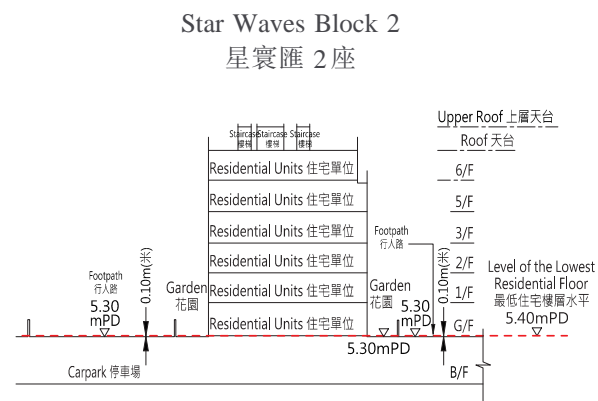 Star Waves Block 2
星寰匯 2座
Upper Roof 上層天台
Staircase
樓梯
Staircase
樓梯
Staircase
樓梯
Roof 天台
Residential Units 住宅單位
6/F
Residential Units 住宅單位
5/F
Residential Units 住宅單位
3/F
Residential Units 住宅單位
2/F
Residential Units 住宅單位
1/F
Residential Units 住宅單位
G/F
Footpath
行人路
5.30
mPD
0.10m(米)
Garden
花園
Garden
花園
Footpath
行人路
5.30
mPD
0.10m(米)
5.30mPD
Level of the Lowest
Residential Floor
最低住宅樓層水平
5.40mPD
Carpark 停車場
B/F